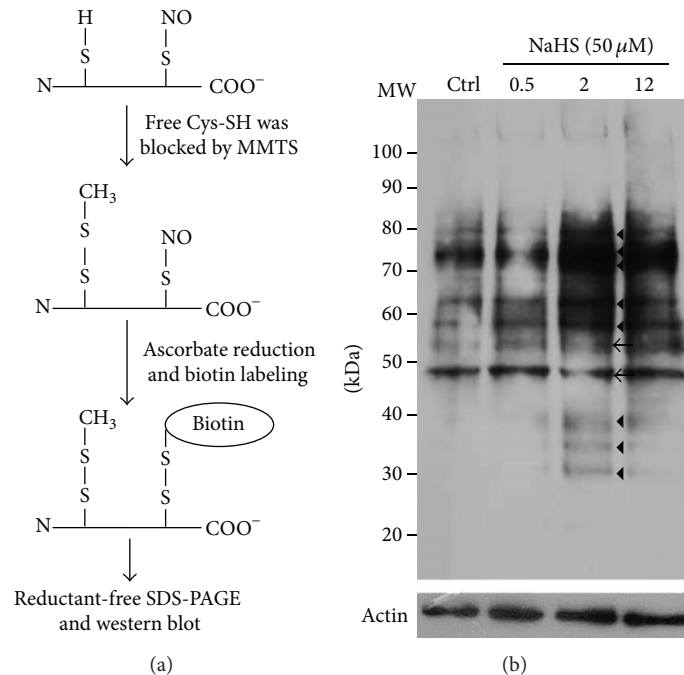 H
NO
S
S
N
COO⁻
Free Cys-SH was
blocked by MMTS
CH₃
S
NO
S
S
N
COO⁻
Ascorbate reduction
and biotin labeling
CH₃
Biotin
S
S
S
S
N
COO⁻
Reductant-free SDS-PAGE
and western blot
(a)
NaHS (50 μM)
MW Ctrl 0.5 2 12
100
90
80
70
60
50
40
30
20
(kDa)
Actin
(b)